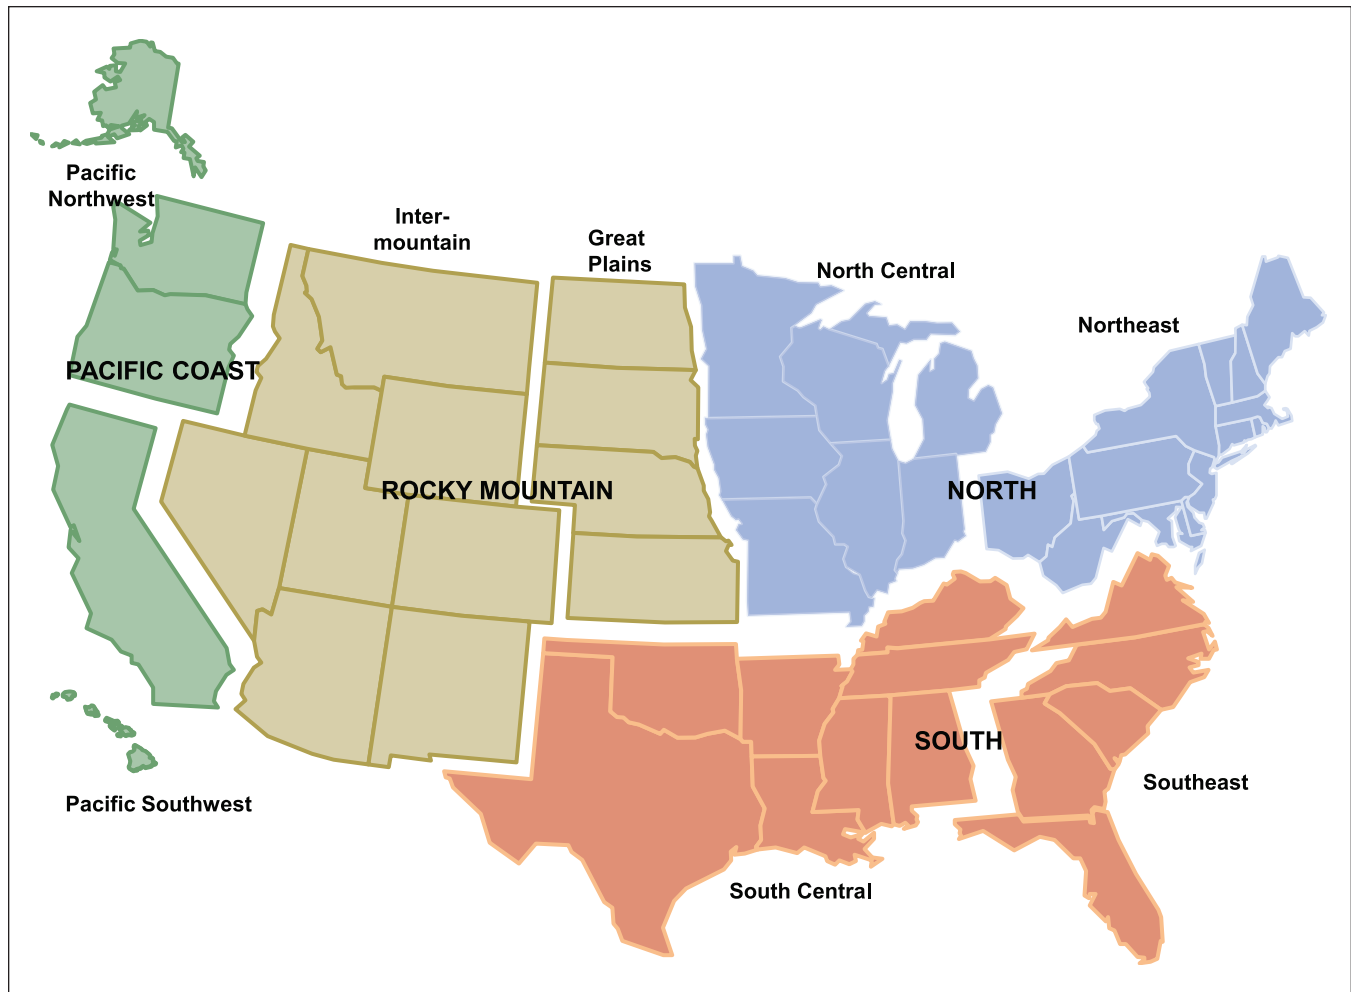 Pacific
Northwest
Inter-
mountain
Great
Plains
North Central
Northeast
PACIFIC COAST
ROCKY MOUNTAIN
NORTH
SOUTH
Southeast
Pacific Southwest
South Central